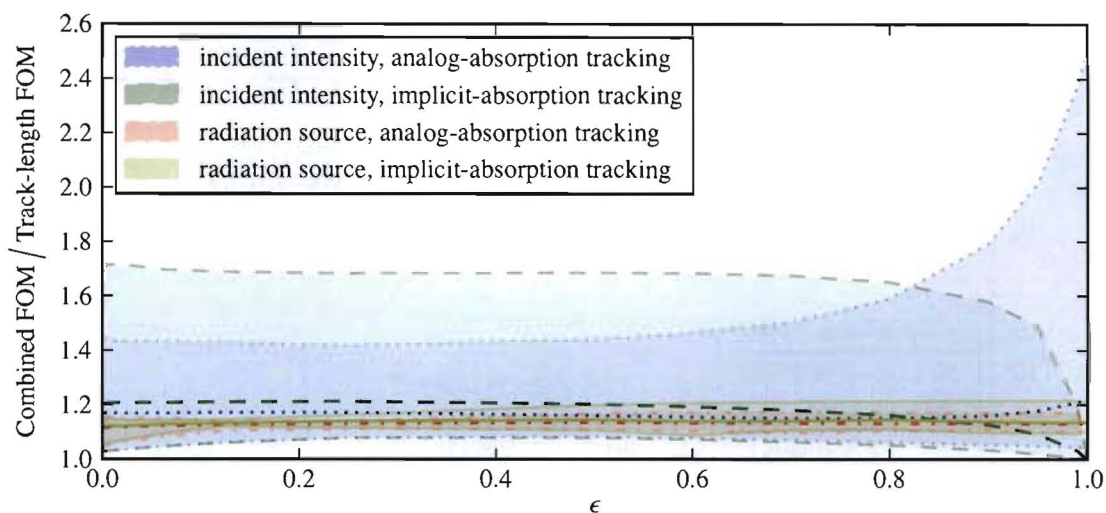 Combined FOM / Track-length FOM
2.6
2.4
2.2
2.0
1.8
1.6
1.4
1.2
1.0
incident intensity, analog-absorption tracking
incident intensity, implicit-absorption tracking
radiation source, analog-absorption tracking
radiation source, implicit-absorption tracking
0.0 0.2 0.4 0.6 0.8 1.0
ϵ